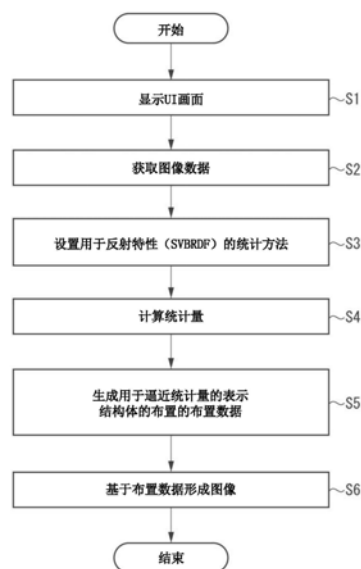 开始
显示UI画面
S1
获取图像数据
S2
设置用于反射特性（SVBRDF）的统计方法
S3
计算统计量
S4
生成用于逼近统计量的表示
结构体的布置的布置数据
S5
基于布置数据形成图像
S6
结束